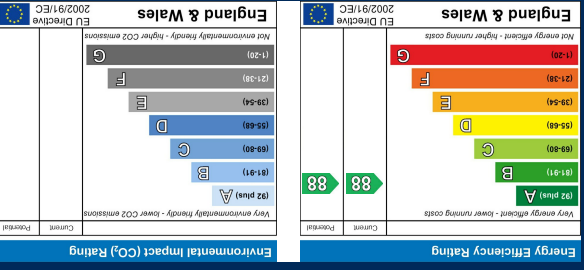 Energy Efficiency Rating
Current Potential
Very energy efficient - lower running costs
(92 plus) A
(81-91) B
(69-80) C
(55-68) D
(39-54) E
(21-38) F
(1-20) G
Not energy efficient - higher running costs
88 88
England & Wales
EU Directive
2002/91/EC
Environmental Impact (CO₂) Rating
Current Potential
Very environmentally friendly - lower CO2 emissions
(92 plus) A
(81-91) B
(69-80) C
(55-68) D
(39-54) E
(21-38) F
(1-20) G
Not environmentally friendly - higher CO2 emissions
England & Wales
EU Directive
2002/91/EC